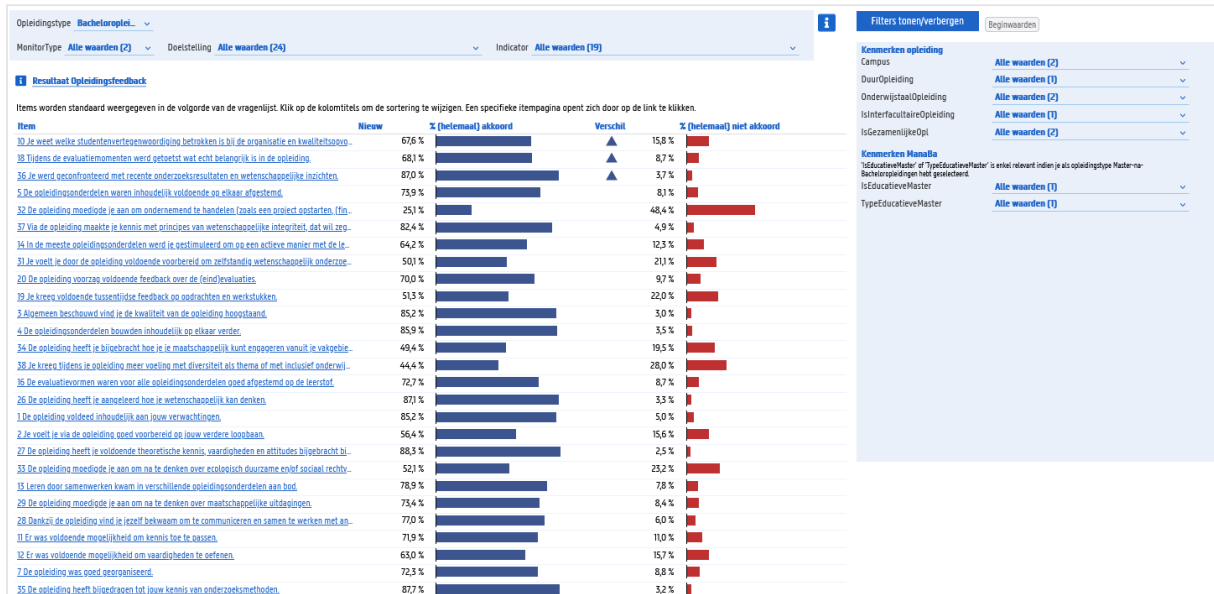 Opleidingstype Bacheloroplei...
MonitorType Alle waarden (2) Doelstelling Alle waarden (24) Indicator Alle waarden (19)
Resultaat Opleidingsfeedback
Items worden standaard weergegeven in de volgorde van de vragenlijst. Klik op de kolomtitels om de sortering te wijzigen. Een specifieke itempagina opent zich door op de link te klikken.
Item Nieuw % (helemaal) akkoord Verschil % (helemaal) niet akkoord
10 Je weet welke studentenvertegenwoordiging betrokken is bij de organisatie en kwaliteitsopvo... 67,6 % 15,8 %
18 Tijdens de evaluatiemomenten werd getoetst wat echt belangrijk is in de opleiding. 68,1 % 8,7 %
36 Je werd geconfronteerd met recente onderzoeksresultaten en wetenschappelijke inzichten. 87,0 % 3,7 %
5 De opleidingsonderdelen waren inhoudelijk voldoende op elkaar afgestemd. 73,9 % 8,1 %
32 De opleiding moedigde je aan om ondernemend te handelen (zoals een project opstarten, (fin... 25,1 % 48,4 %
37 Via de opleiding maakte je kennis met principes van wetenschappelijke integriteit, dat wil zeg... 82,4 % 4,9 %
14 In de meeste opleidingsonderdelen werd je gestimuleerd om op een actieve manier met de le... 64,2 % 12,3 %
31 Je voelt je door de opleiding voldoende voorbereid om zelfstandig wetenschappelijk onderzoe... 50,1 % 21,1 %
20 De opleiding voorzag voldoende feedback over de (eind)evaluaties. 70,0 % 9,7 %
19 Je kreeg voldoende tussentijdse feedback op opdrachten en werkstukken. 51,3 % 22,0 %
3 Algemeen beschouwd vind je de kwaliteit van de opleiding hoogstaand. 85,2 % 3,0 %
4 De opleidingsonderdelen bouwden inhoudelijk op elkaar verder. 85,9 % 3,5 %
34 De opleiding heeft je bijgebracht hoe je je maatschappelijk kunt engageren vanuit je vakgebie... 49,4 % 19,5 %
38 Je kreeg tijdens je opleiding meer voeling met diversiteit als thema of met inclusief onderwij... 44,4 % 28,0 %
16 De evaluatievormen waren voor alle opleidingsonderdelen goed afgestemd op de leerstof. 72,7 % 8,7 %
26 De opleiding heeft je aangeleerd hoe je wetenschappelijk kan denken. 87,1 % 3,3 %
1 De opleiding voldeed inhoudelijk aan jouw verwachtingen. 85,2 % 5,0 %
2 Je voelt je via de opleiding goed voorbereid op jouw verdere loopbaan. 56,4 % 15,6 %
27 De opleiding heeft je voldoende theoretische kennis, vaardigheden en attitudes bijgebracht bi... 88,3 % 2,5 %
33 De opleiding moedigde je aan om na te denken over ecologisch duurzame en/of sociaal rechtv... 52,1 % 23,2 %
13 Leren door samenwerken kwam in verschillende opleidingsonderdelen aan bod. 78,9 % 7,8 %
29 De opleiding moedigde je aan om na te denken over maatschappelijke uitdagingen. 73,4 % 8,4 %
28 Dankzij de opleiding vind je jezelf bekwaam om te communiceren en samen te werken met an... 77,0 % 6,0 %
11 Er was voldoende mogelijkheid om kennis toe te passen. 71,9 % 11,0 %
12 Er was voldoende mogelijkheid om vaardigheden te oefenen. 63,0 % 15,7 %
7 De opleiding was goed georganiseerd. 72,3 % 8,8 %
35 De opleiding heeft bijgedragen tot jouw kennis van onderzoeksmethoden. 87,7 % 3,2 %
Filters tonen/verbergen Beginwaarden
Kenmerken opleiding
Campus Alle waarden (2)
DuurOpleiding Alle waarden (1)
OnderwijstaalOpleiding Alle waarden (2)
IsInterfacultaireOpleiding Alle waarden (1)
IsGezamenlijkeOpl Alle waarden (2)
Kenmerken ManaBa
'IsEducatieveMaster' of 'TypeEducatieveMaster' is enkel relevant indien je als opleidingstype Master-na-
Bacheloropleidingen hebt geselecteerd.
IsEducatieveMaster Alle waarden (1)
TypeEducatieveMaster Alle waarden (1)